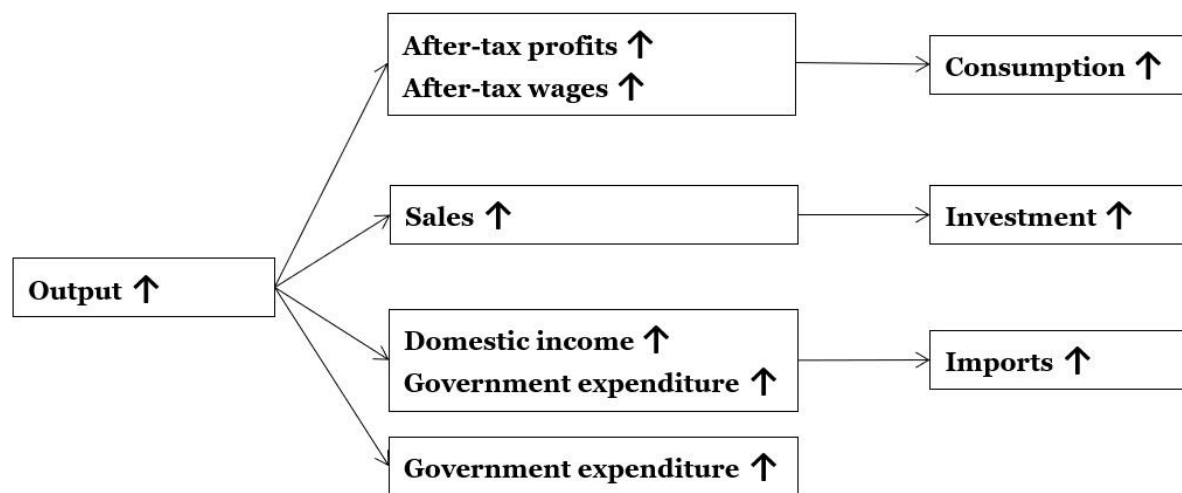 After-tax profits ↑
After-tax wages ↑
Consumption ↑
Sales ↑
Investment ↑
Output ↑
Domestic income ↑
Government expenditure ↑
Imports ↑
Government expenditure ↑